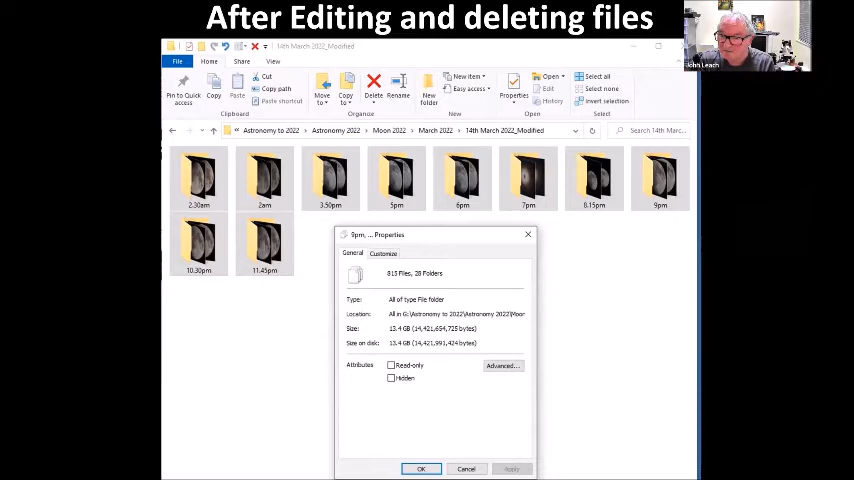 After Editing and deleting files
John Leach
14th March 2022_Modified
File Home Share View
Pin to Quick access
Copy
Paste
Cut
Copy path
Paste shortcut
Move to
Copy to
Delete
Rename
New folder
New item
Easy access
Properties
Open
Edit
History
Select all
Select none
Invert selection
Clipboard Organize New Open Select
Astronomy to 2022 > Astronomy 2022 > Moon 2022 > March 2022 > 14th March 2022_Modified
Search 14th Marc...
2.30am 2am 3.50pm 5pm 6pm 7pm 8.15pm 9pm
10.30pm 11.45pm
9pm, ... Properties
General Customize
815 Files, 28 Folders
Type: All of type File folder
Location: All in G:\Astronomy to 2022\Astronomy 2022\Moon
Size: 13.4 GB (14,421,654,725 bytes)
Size on disk: 13.4 GB (14,421,991,424 bytes)
Attributes Read-only Advanced...
Hidden
OK Cancel Apply